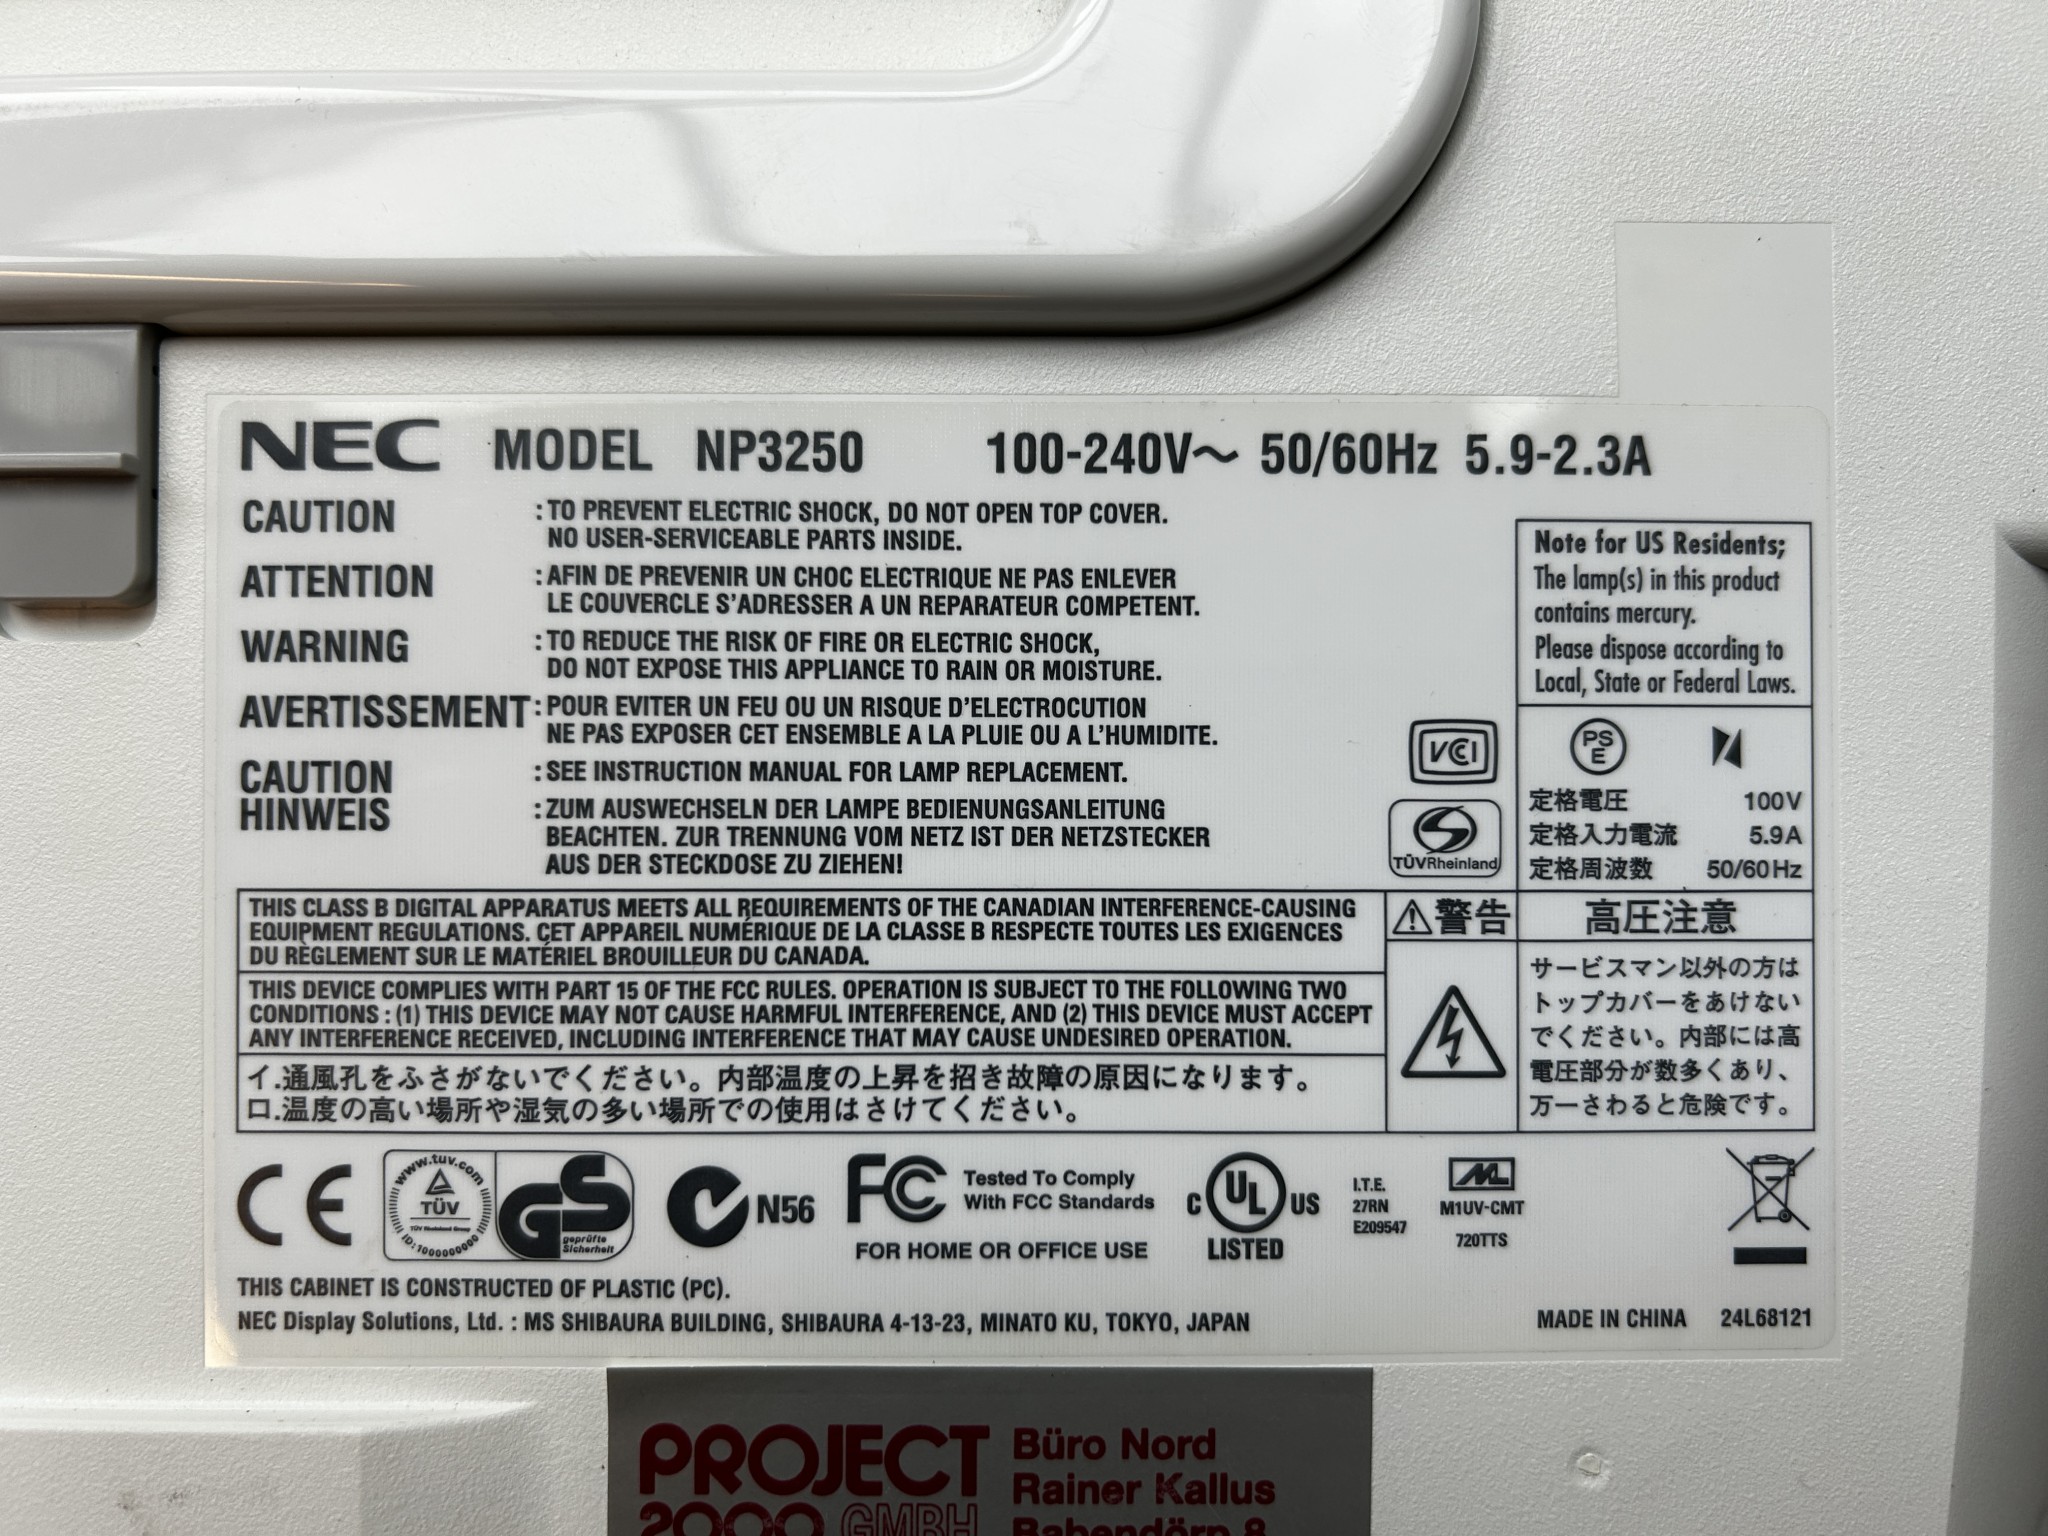 NEC MODEL NP3250 100-240V～ 50/60Hz 5.9-2.3A
CAUTION : TO PREVENT ELECTRIC SHOCK, DO NOT OPEN TOP COVER.
NO USER-SERVICEABLE PARTS INSIDE.
ATTENTION : AFIN DE PREVENIR UN CHOC ELECTRIQUE NE PAS ENLEVER
LE COUVERCLE S'ADRESSER A UN REPARATEUR COMPETENT.
WARNING : TO REDUCE THE RISK OF FIRE OR ELECTRIC SHOCK,
DO NOT EXPOSE THIS APPLIANCE TO RAIN OR MOISTURE.
AVERTISSEMENT : POUR EVITER UN FEU OU UN RISQUE D'ELECTROCUTION
NE PAS EXPOSER CET ENSEMBLE A LA PLUIE OU A L'HUMIDITE.
CAUTION : SEE INSTRUCTION MANUAL FOR LAMP REPLACEMENT.
HINWEIS : ZUM AUSWECHSELN DER LAMPE BEDIENUNGSANLEITUNG
BEACHTEN. ZUR TRENNUNG VOM NETZ IST DER NETZSTECKER
AUS DER STECKDOSE ZU ZIEHEN!
Note for US Residents;
The lamp(s) in this product
contains mercury.
Please dispose according to
Local, State or Federal Laws.
VCI
TÜVRheinland
PS
E
定格電圧 100V
定格入力電流 5.9A
定格周波数 50/60Hz
THIS CLASS B DIGITAL APPARATUS MEETS ALL REQUIREMENTS OF THE CANADIAN INTERFERENCE-CAUSING
EQUIPMENT REGULATIONS. CET APPAREIL NUMÉRIQUE DE LA CLASSE B RESPECTE TOUTES LES EXIGENCES
DU RÈGLEMENT SUR LE MATÉRIEL BROUILLEUR DU CANADA.
THIS DEVICE COMPLIES WITH PART 15 OF THE FCC RULES. OPERATION IS SUBJECT TO THE FOLLOWING TWO
CONDITIONS : (1) THIS DEVICE MAY NOT CAUSE HARMFUL INTERFERENCE, AND (2) THIS DEVICE MUST ACCEPT
ANY INTERFERENCE RECEIVED, INCLUDING INTERFERENCE THAT MAY CAUSE UNDESIRED OPERATION.
イ.通風孔をふさがないでください。内部温度の上昇を招き故障の原因になります。
ロ.温度の高い場所や湿気の多い場所での使用はさけてください。
警告
高圧注意
サービスマン以外の方は
トップカバーをあけない
でください。内部には高
電圧部分が数多くあり、
万一さわると危険です。
CE
www.tuv.com
TÜV
TÜV Rheinland Group
ID:1000000000
GS
geprüfte
Sicherheit
N56
FCC Tested To Comply
With FCC Standards
FOR HOME OR OFFICE USE
C UL US
LISTED
I.T.E.
27RN
E209547
ML
M1UV-CMT
720TTS
THIS CABINET IS CONSTRUCTED OF PLASTIC (PC).
NEC Display Solutions, Ltd. : MS SHIBAURA BUILDING, SHIBAURA 4-13-23, MINATO KU, TOKYO, JAPAN
MADE IN CHINA 24L68121
PROJECT Büro Nord
Rainer Kallus
2000 GMBH Babendörp 8